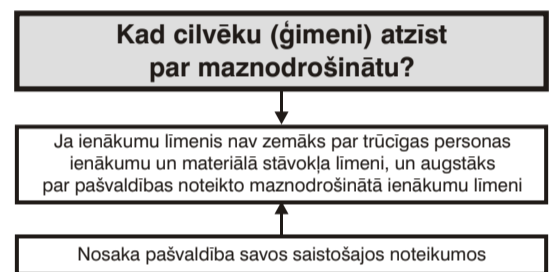 Kad cilvēku (ģimeni) atzīst
par maznodrošinātu?
Ja ienākumu līmenis nav zemāks par trūcīgas personas
ienākumu un materiālā stāvokļa līmeni, un augstāks
par pašvaldības noteikto maznodrošinātā ienākumu līmeni
Nosaka pašvaldība savos saistošajos noteikumos